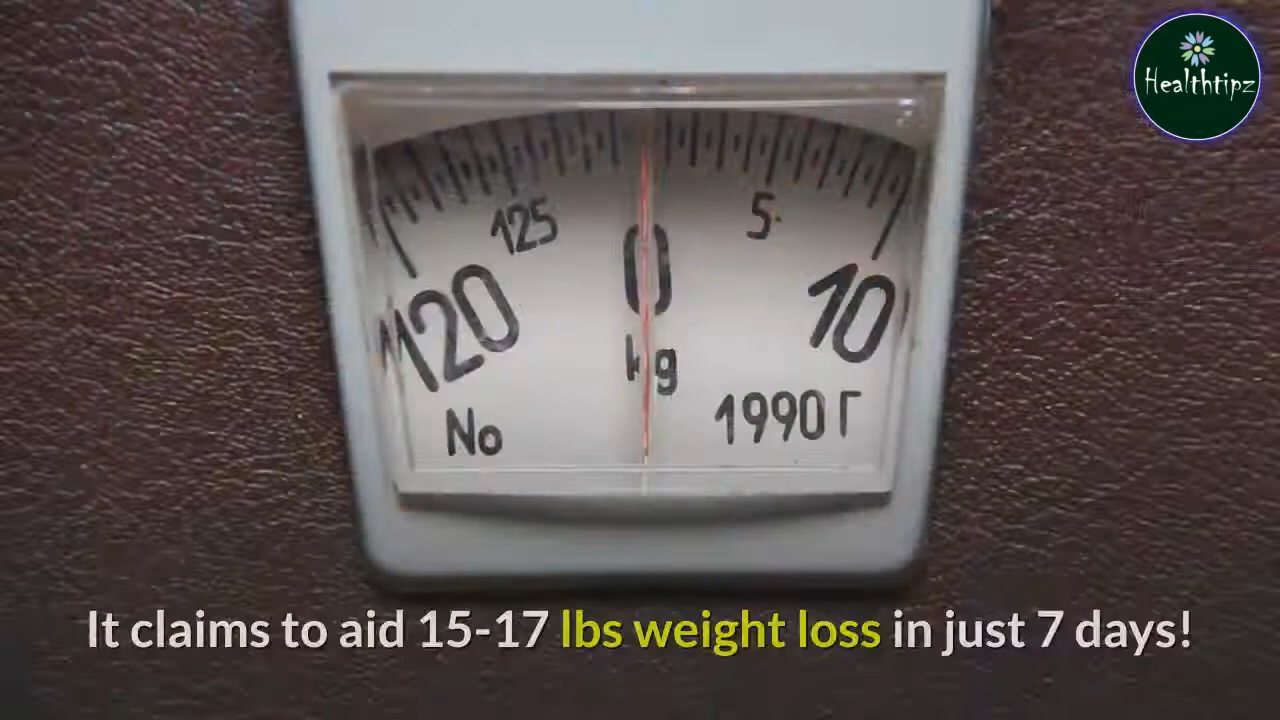 Healthtipz
125 5
120 0 10
kg
No 1990 Г
It claims to aid 15-17 lbs weight loss in just 7 days!